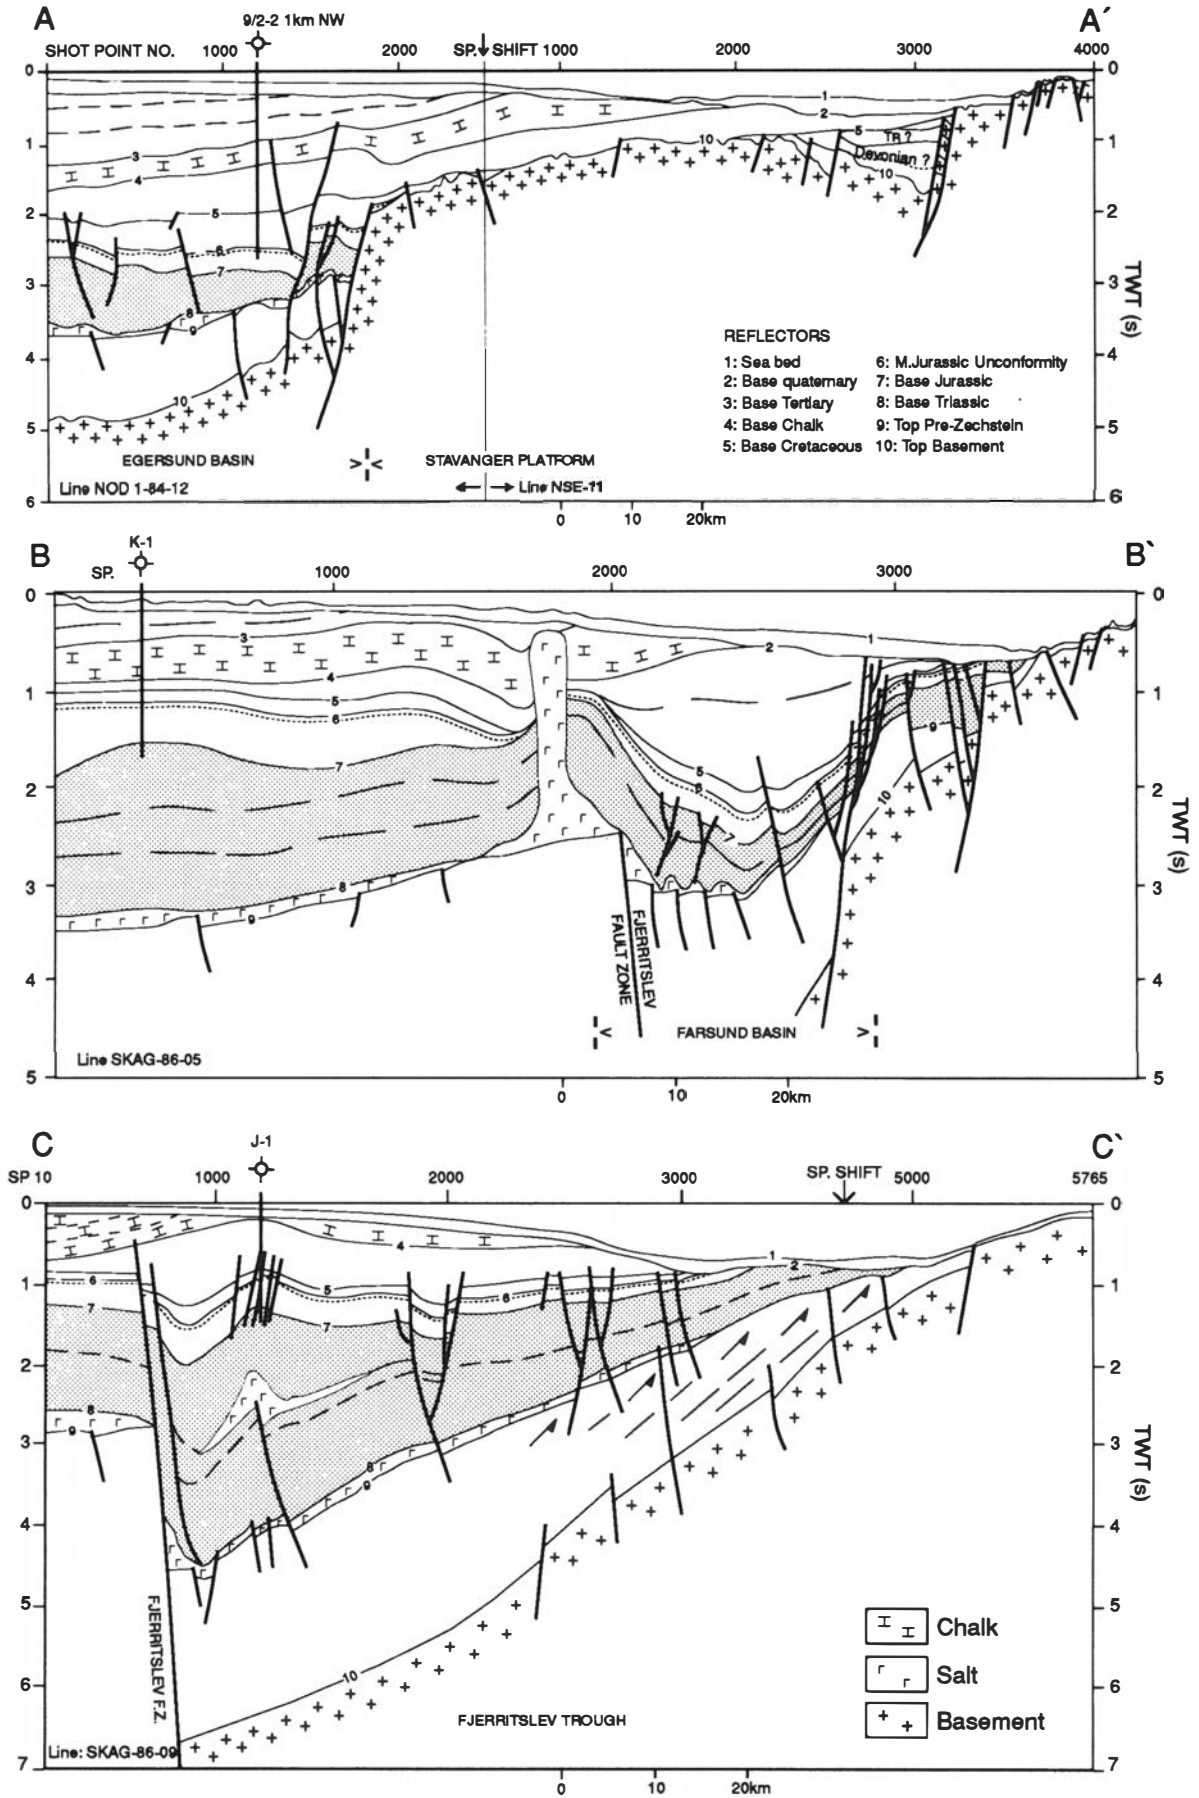 A
9/2-2 1km NW
A´
SHOT POINT NO. 1000 2000 SP. SHIFT 1000 2000 3000 4000
0 0
1
2
3
4
5
6
7
8
9
10
10
5
TR ?
Devonian ?
10
1 1
2 2
3 3
4 4
5 5
6 6
TWT (s)
REFLECTORS
1: Sea bed
2: Base quaternary
3: Base Tertiary
4: Base Chalk
5: Base Cretaceous
6: M.Jurassic Unconformity
7: Base Jurassic
8: Base Triassic
9: Top Pre-Zechstein
10: Top Basement
EGERSUND BASIN > < STAVANGER PLATFORM
Line NOD 1-84-12
Line NSE-11
0 10 20km
B
K-1
B`
SP. 1000 2000 3000
0 0
1
2
3
4
5
6
7
8
9
5
6
7
9
10
1 1
2 2
3 3
4 4
5 5
TWT (s)
FJERRITSLEV
FAULT ZONE
< FARSUND BASIN >
Line SKAG-86-05
0 10 20km
C
J-1
C`
SP 10 1000 2000 3000 SP. SHIFT 5000 5765
0 0
1
2
4
5
6
6
7
7
8
9
8
9
10
1 1
2 2
3 3
4 4
5 5
6 6
7 7
TWT (s)
FJERRITSLEV F.Z.
FJERRITSLEV TROUGH
Line: SKAG-86-09
Chalk
Salt
Basement
0 10 20km